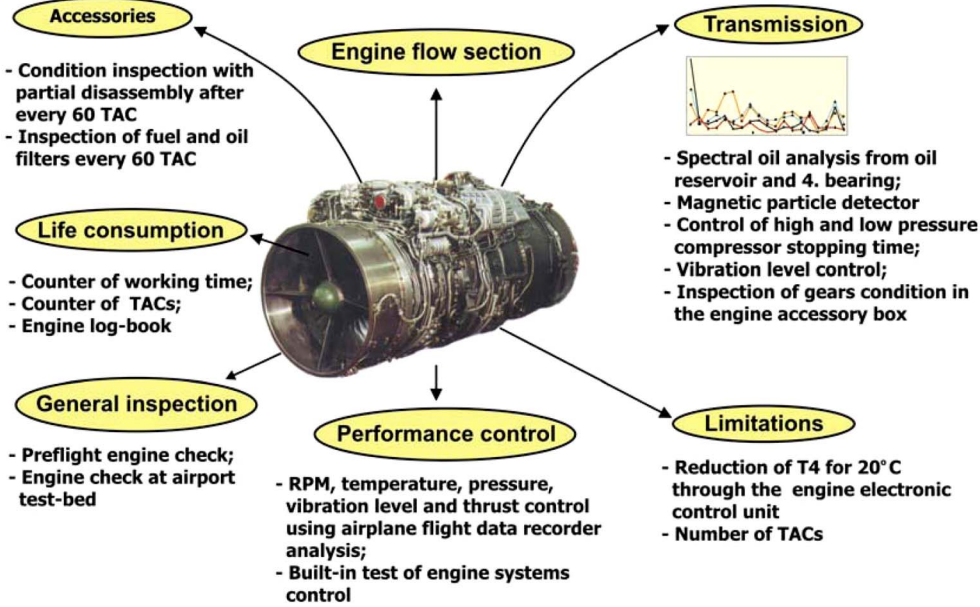 Accessories
- Condition inspection with
partial disassembly after
every 60 TAC
- Inspection of fuel and oil
filters every 60 TAC
Engine flow section
Transmission
- Spectral oil analysis from oil
reservoir and 4. bearing;
- Magnetic particle detector
- Control of high and low pressure
compressor stopping time;
- Vibration level control;
- Inspection of gears condition in
the engine accessory box
Life consumption
- Counter of working time;
- Counter of TACs;
- Engine log-book
General inspection
- Preflight engine check;
- Engine check at airport
test-bed
Performance control
- RPM, temperature, pressure,
vibration level and thrust control
using airplane flight data recorder
analysis;
- Built-in test of engine systems
control
Limitations
- Reduction of T4 for 20°C
through the engine electronic
control unit
- Number of TACs